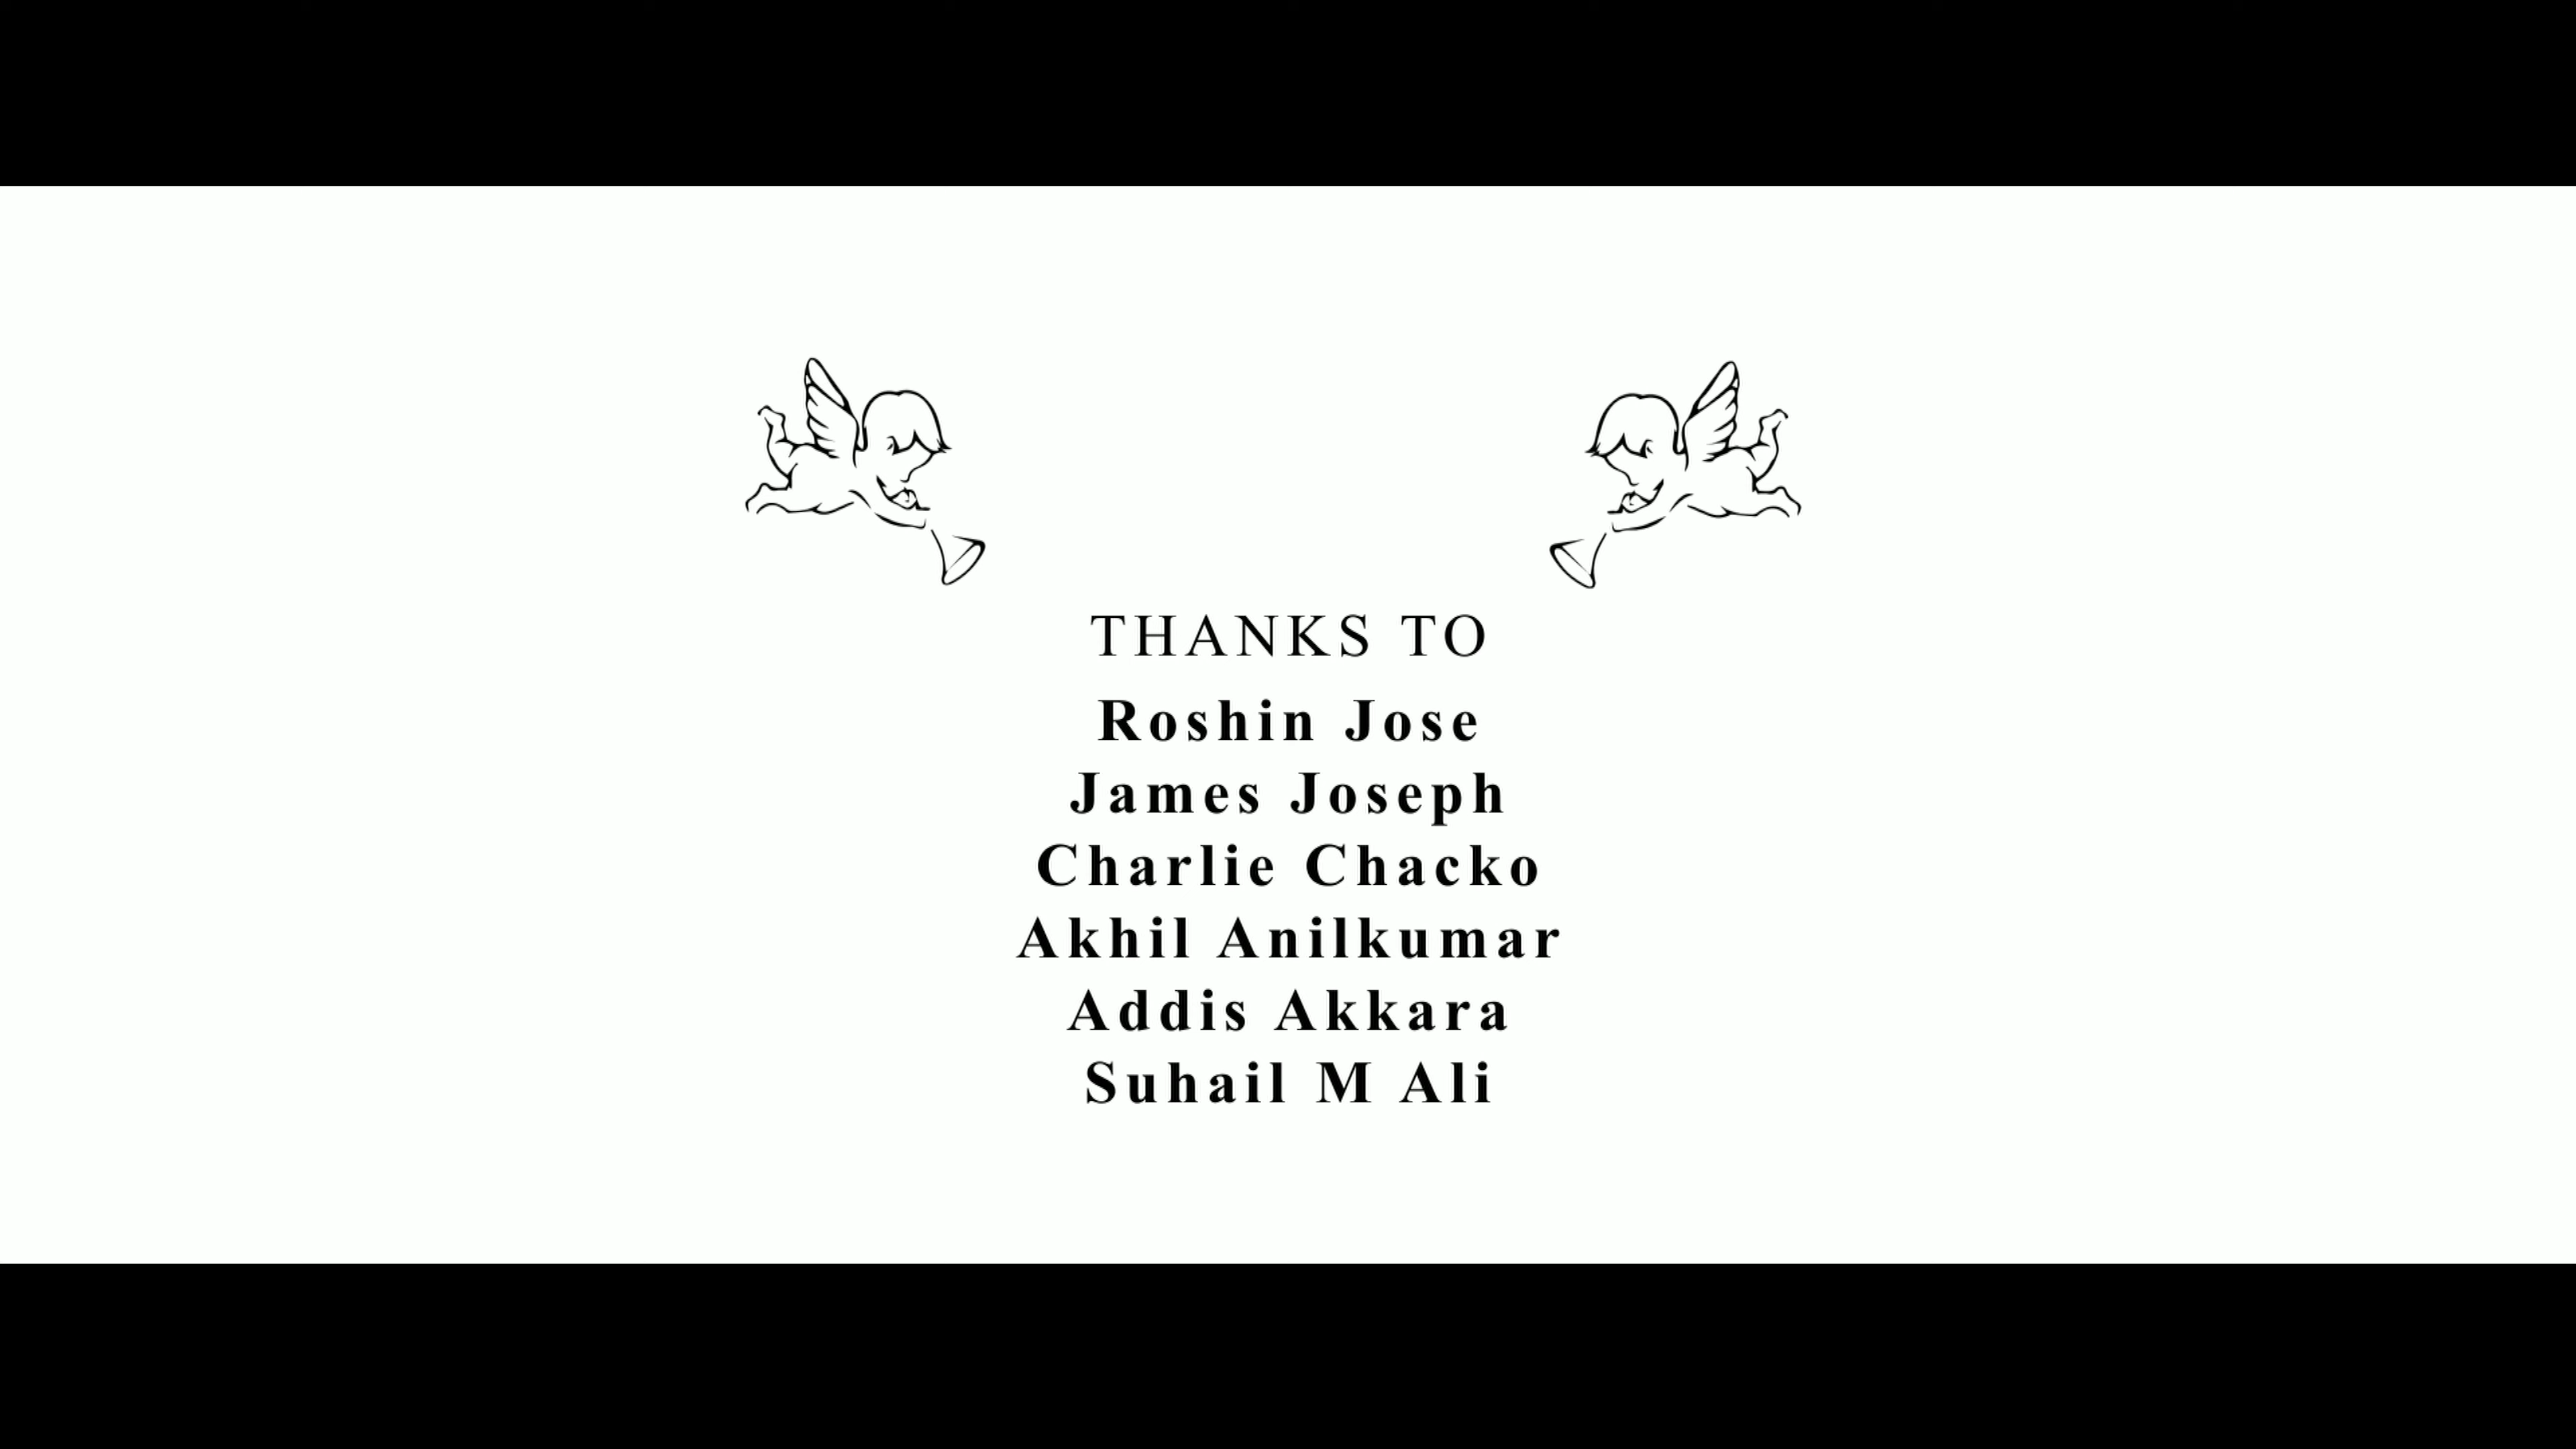 THANKS TO
Roshin Jose
James Joseph
Charlie Chacko
Akhil Anilkumar
Addis Akkara
Suhail M Ali